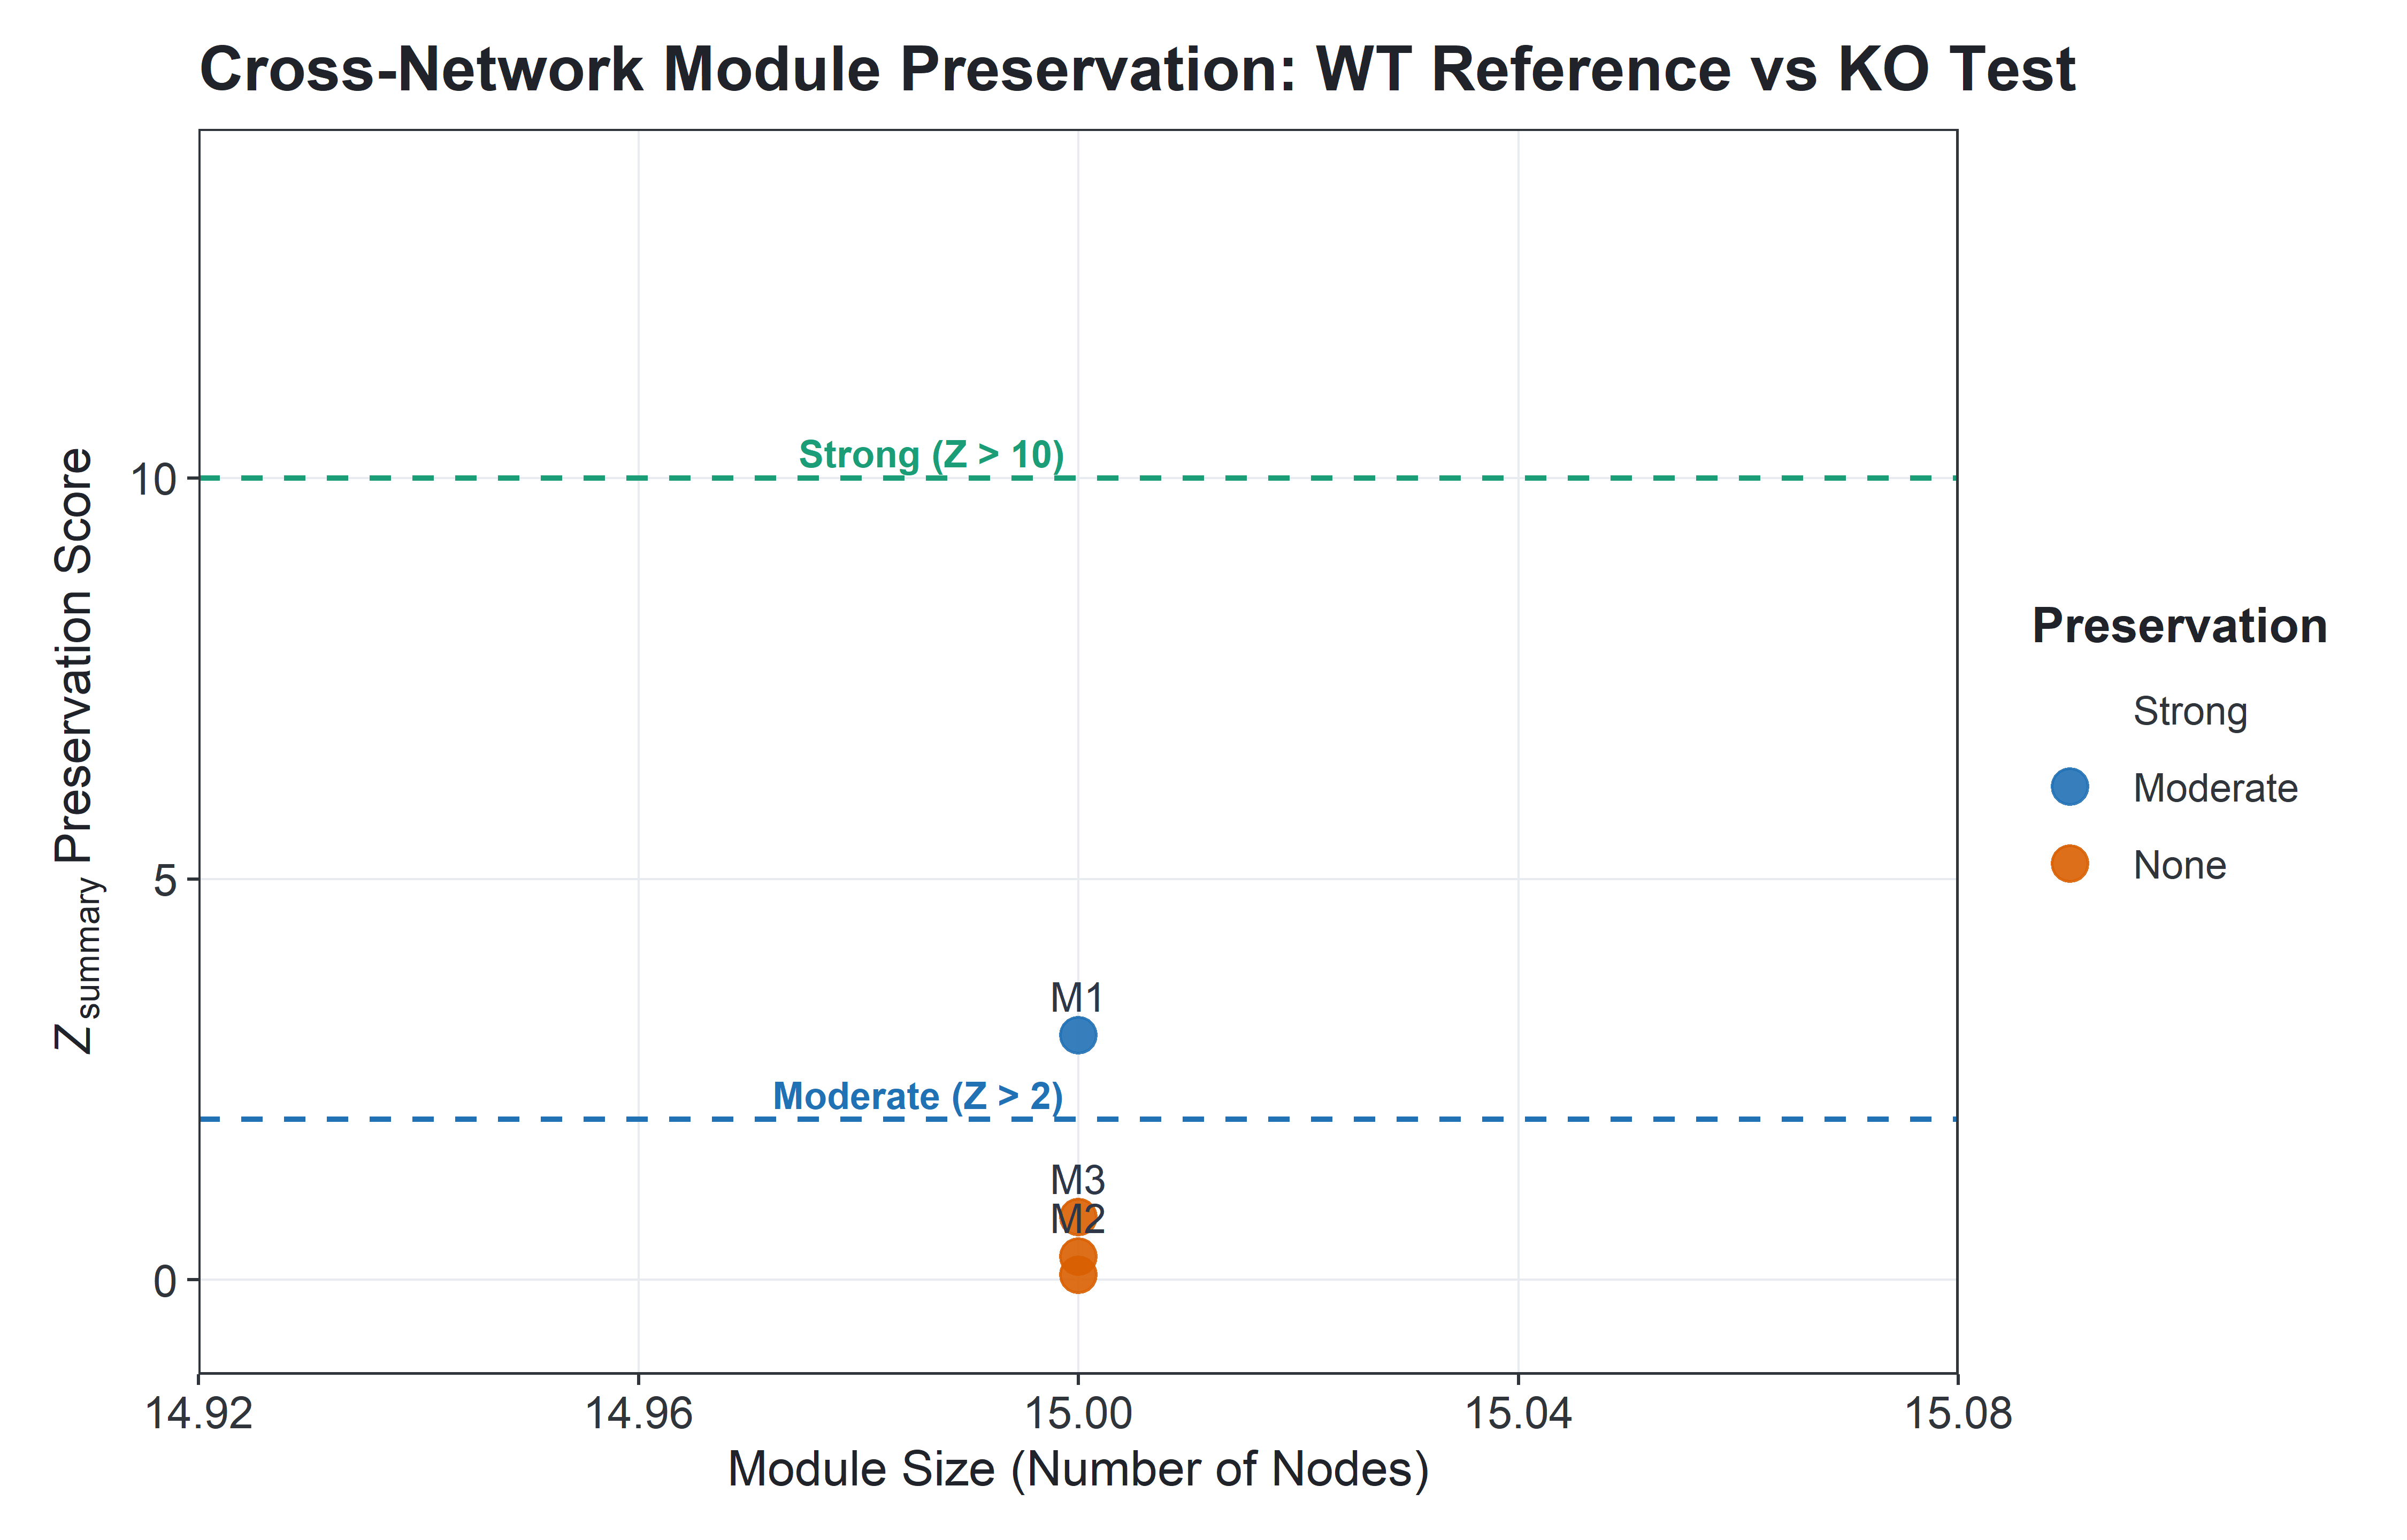 Cross-Network Module Preservation: WT Reference vs KO Test
Z summary Preservation Score
10
5
0
Strong (Z > 10)
M1
Moderate (Z > 2)
M3
M2
14.92
14.96
15.00
15.04
15.08
Module Size (Number of Nodes)
Preservation
Strong
Moderate
None